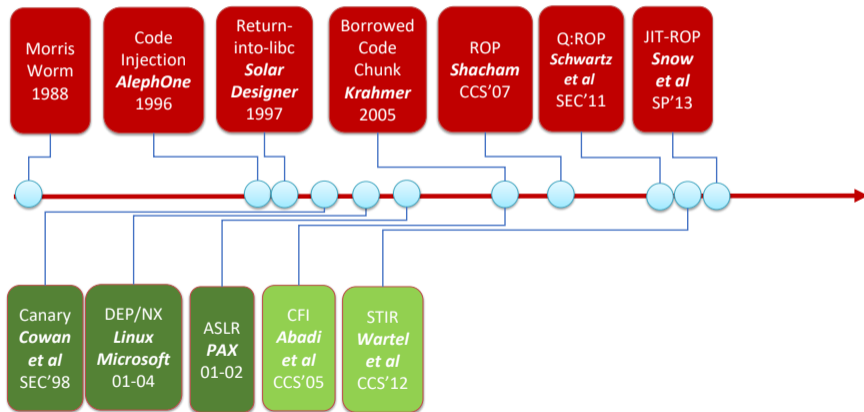 Morris
Worm
1988
Code
Injection
AlephOne
1996
Return-
into-libc
Solar
Designer
1997
Borrowed
Code
Chunk
Krahmer
2005
ROP
Shacham
CCS'07
Q:ROP
Schwartz
et al
SEC'11
JIT-ROP
Snow
et al
SP'13
Canary
Cowan
et al
SEC'98
DEP/NX
Linux
Microsoft
01-04
ASLR
PAX
01-02
CFI
Abadi
et al
CCS'05
STIR
Wartel
et al
CCS'12